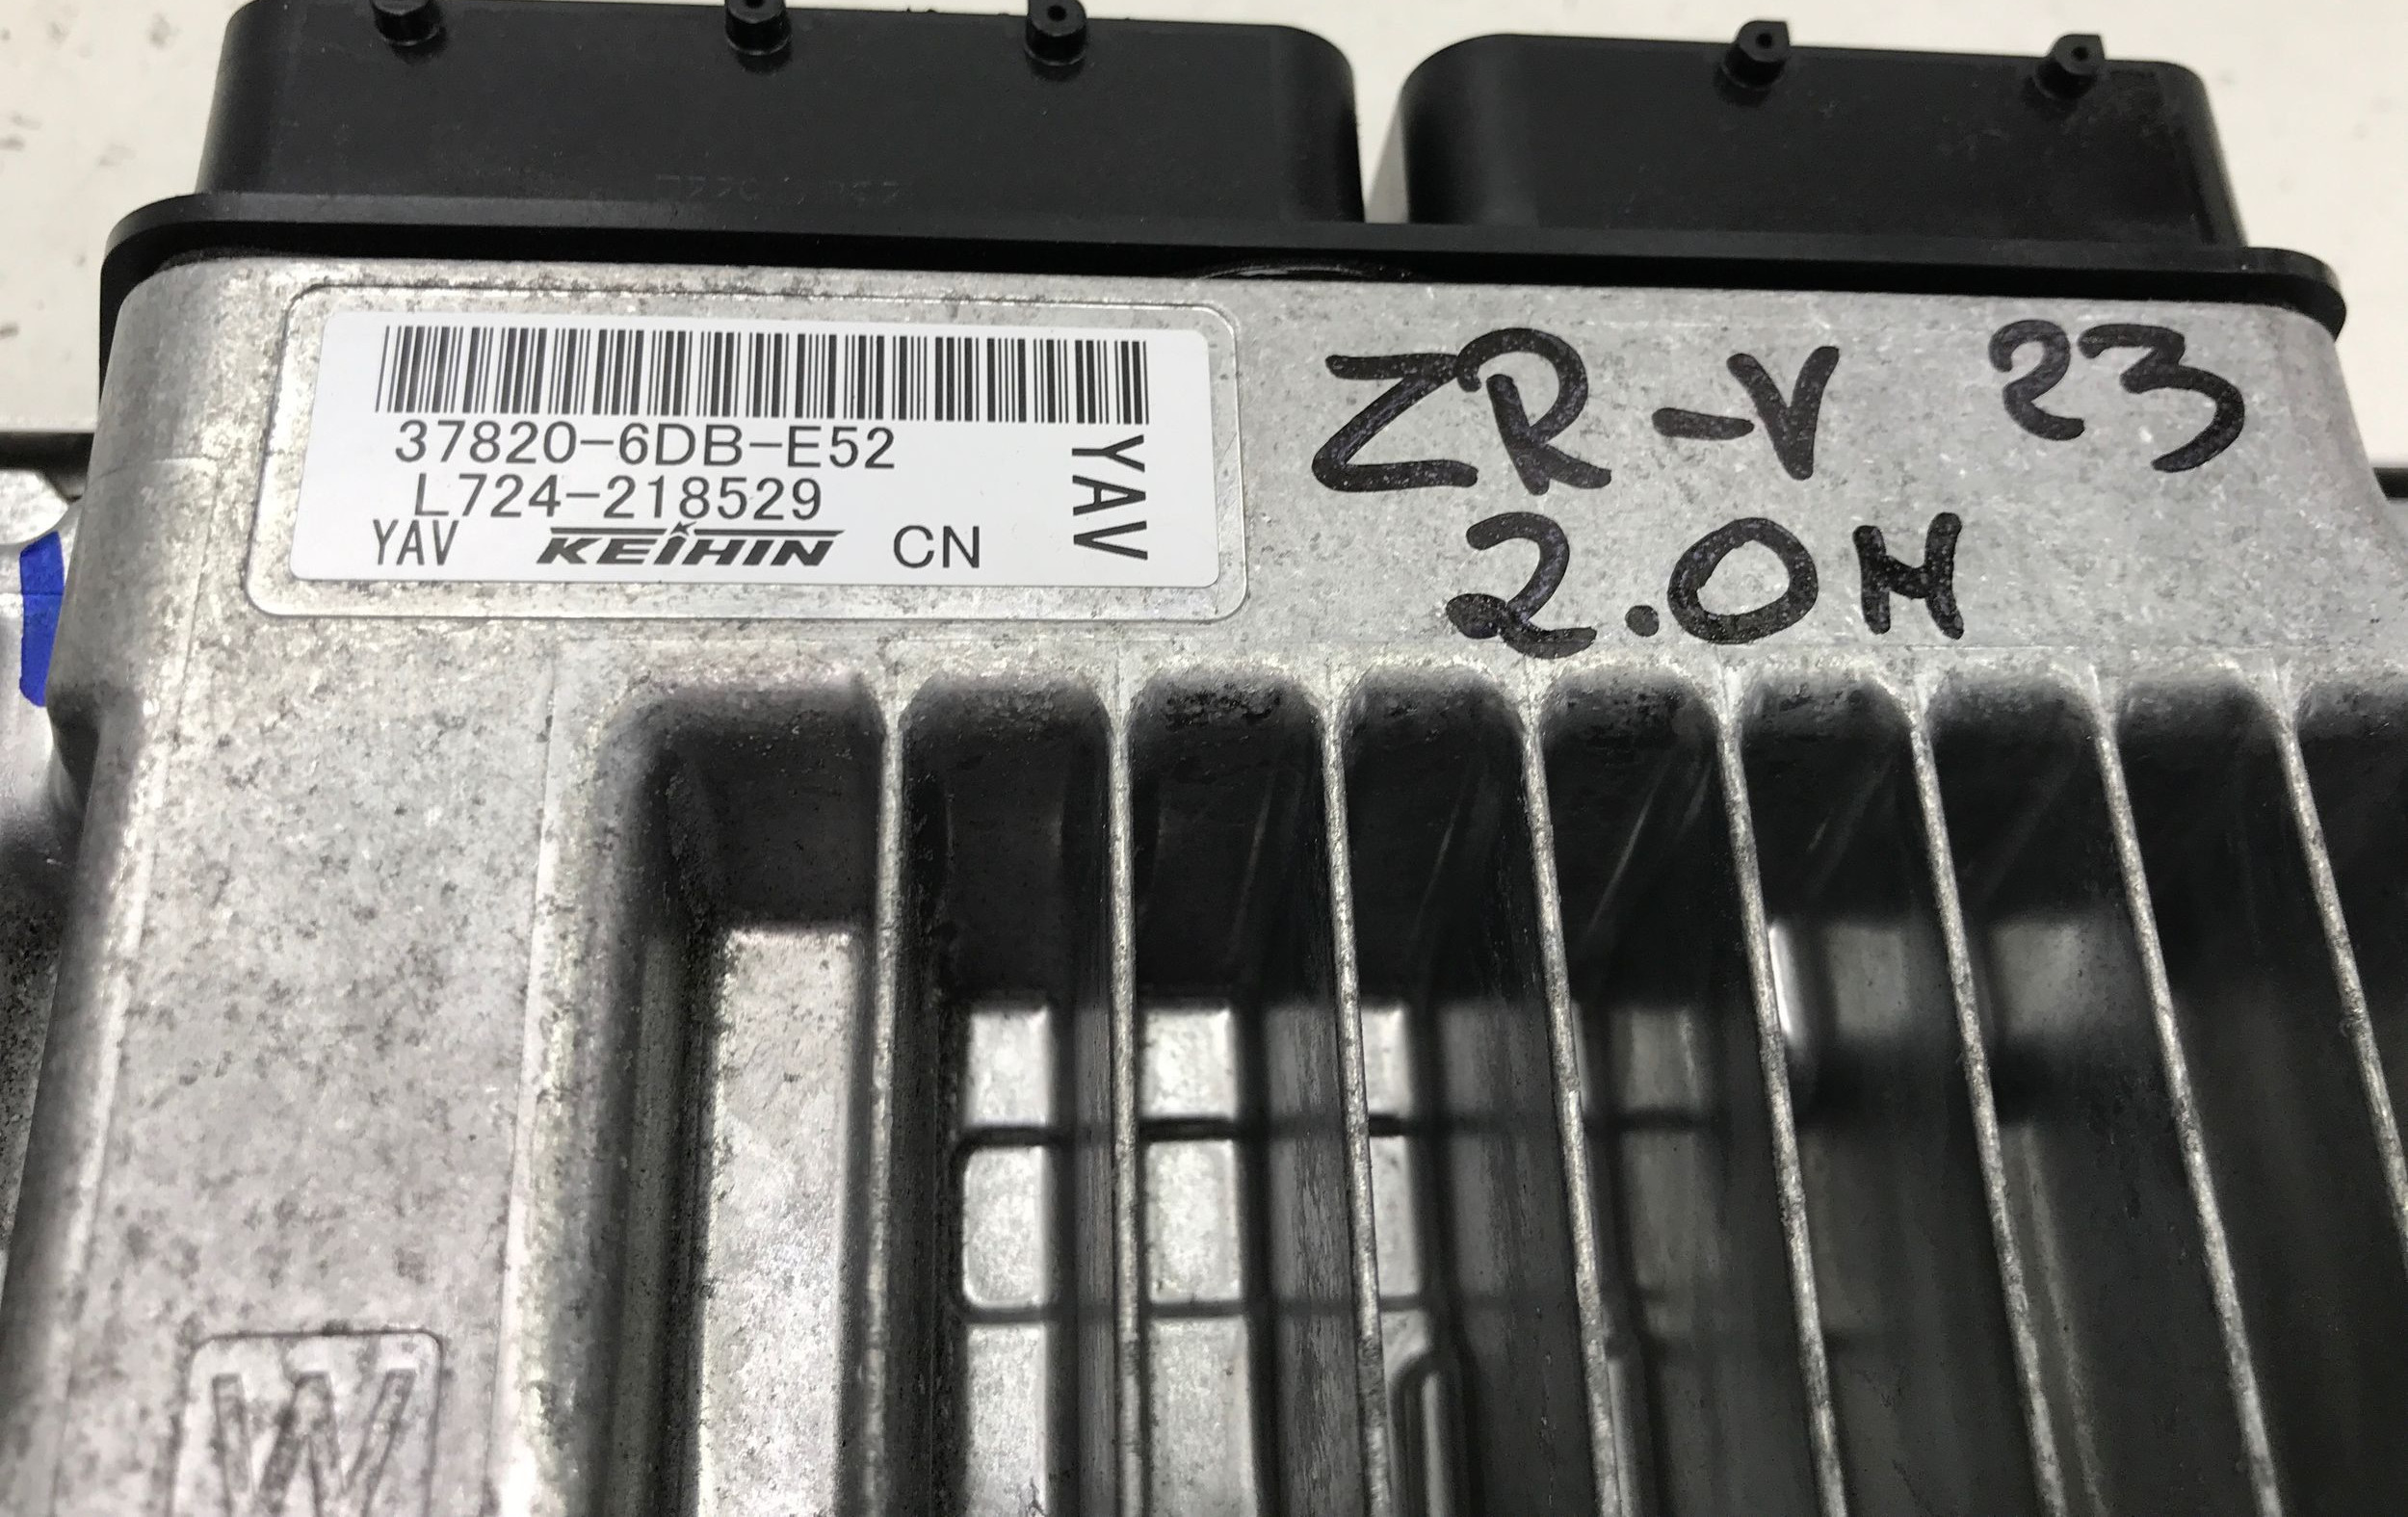 37820-6DB-E52
L724-218529
YAV KEIHIN CN
YAV
ZR-V 23
2.0H
W